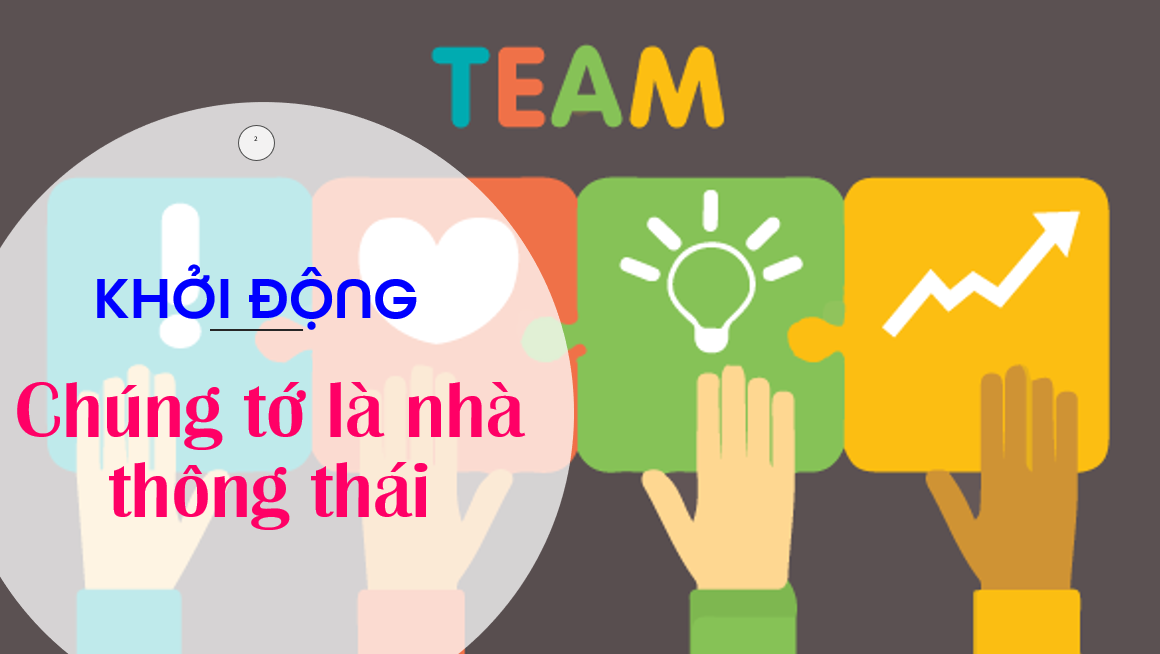 TEAM
2
KHỞI ĐỘNG
Chúng tớ là nhà
thông thái